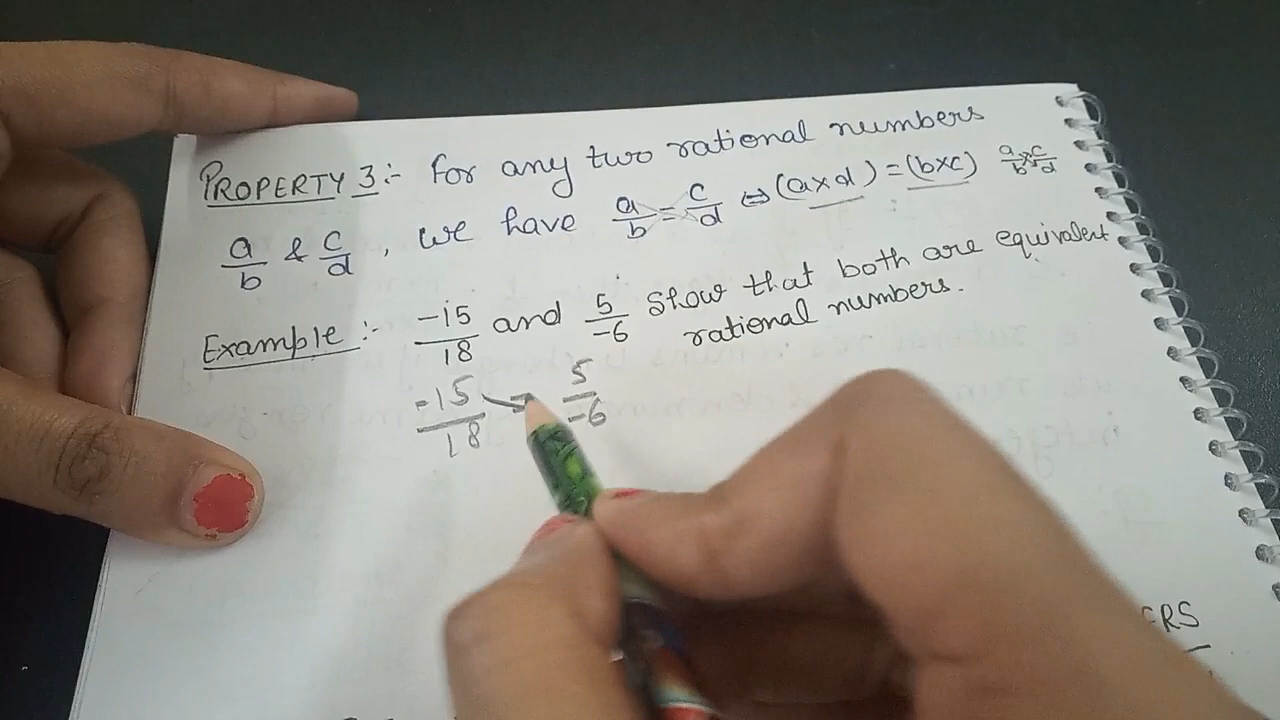 PROPERTY 3:- For any two rational numbers
a/b & c/d, we have a/b = c/d ⇔ (a×d) = (b×c) a/b × c/d
Example:- -15/18 and 5/-6 show that both are equivalent
rational numbers.
-15/18 = 5/-6